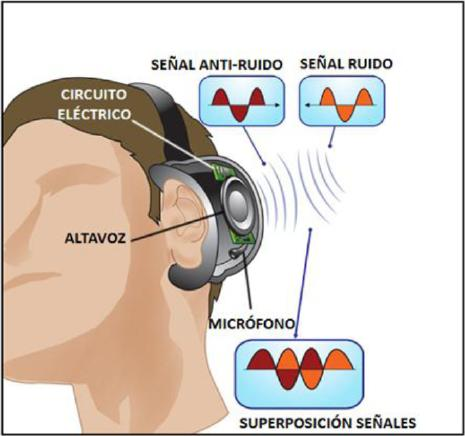 SEÑAL ANTI-RUIDO
SEÑAL RUIDO
CIRCUITO
ELÉCTRICO
ALTAVOZ
MICRÓFONO
SUPERPOSICIÓN SEÑALES